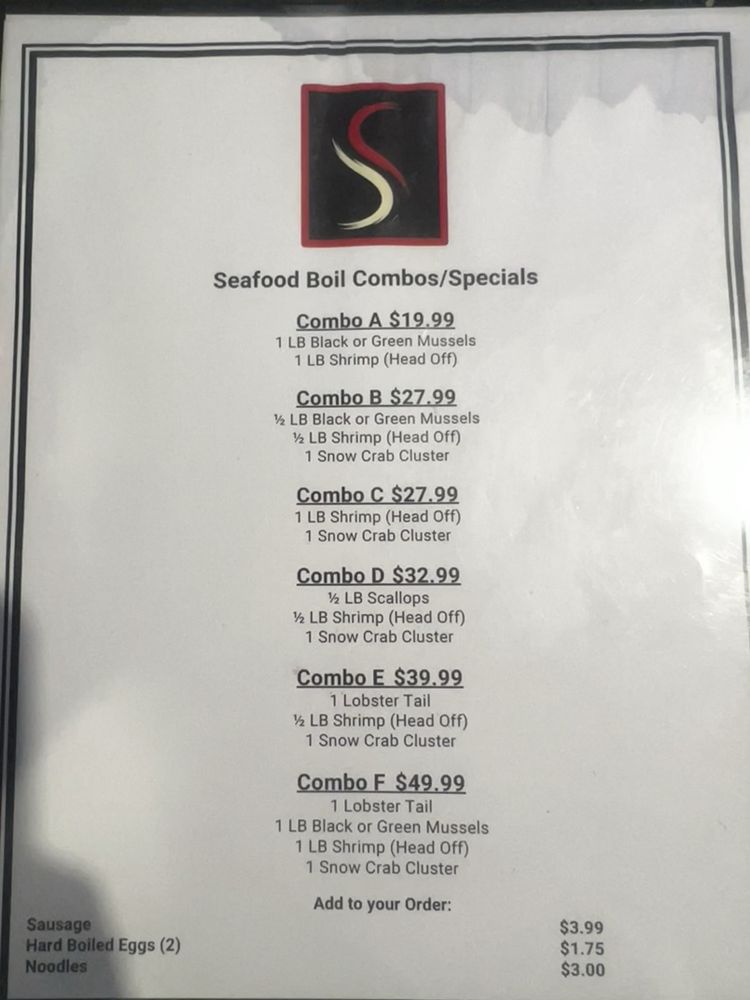 Seafood Boil Combos/Specials
Combo A $19.99
1 LB Black or Green Mussels
1 LB Shrimp (Head Off)
Combo B $27.99
½ LB Black or Green Mussels
½ LB Shrimp (Head Off)
1 Snow Crab Cluster
Combo C $27.99
1 LB Shrimp (Head Off)
1 Snow Crab Cluster
Combo D $32.99
½ LB Scallops
½ LB Shrimp (Head Off)
1 Snow Crab Cluster
Combo E $39.99
1 Lobster Tail
½ LB Shrimp (Head Off)
1 Snow Crab Cluster
Combo F $49.99
1 Lobster Tail
1 LB Black or Green Mussels
1 LB Shrimp (Head Off)
1 Snow Crab Cluster
Add to your Order:
Sausage $3.99
Hard Boiled Eggs (2) $1.75
Noodles $3.00